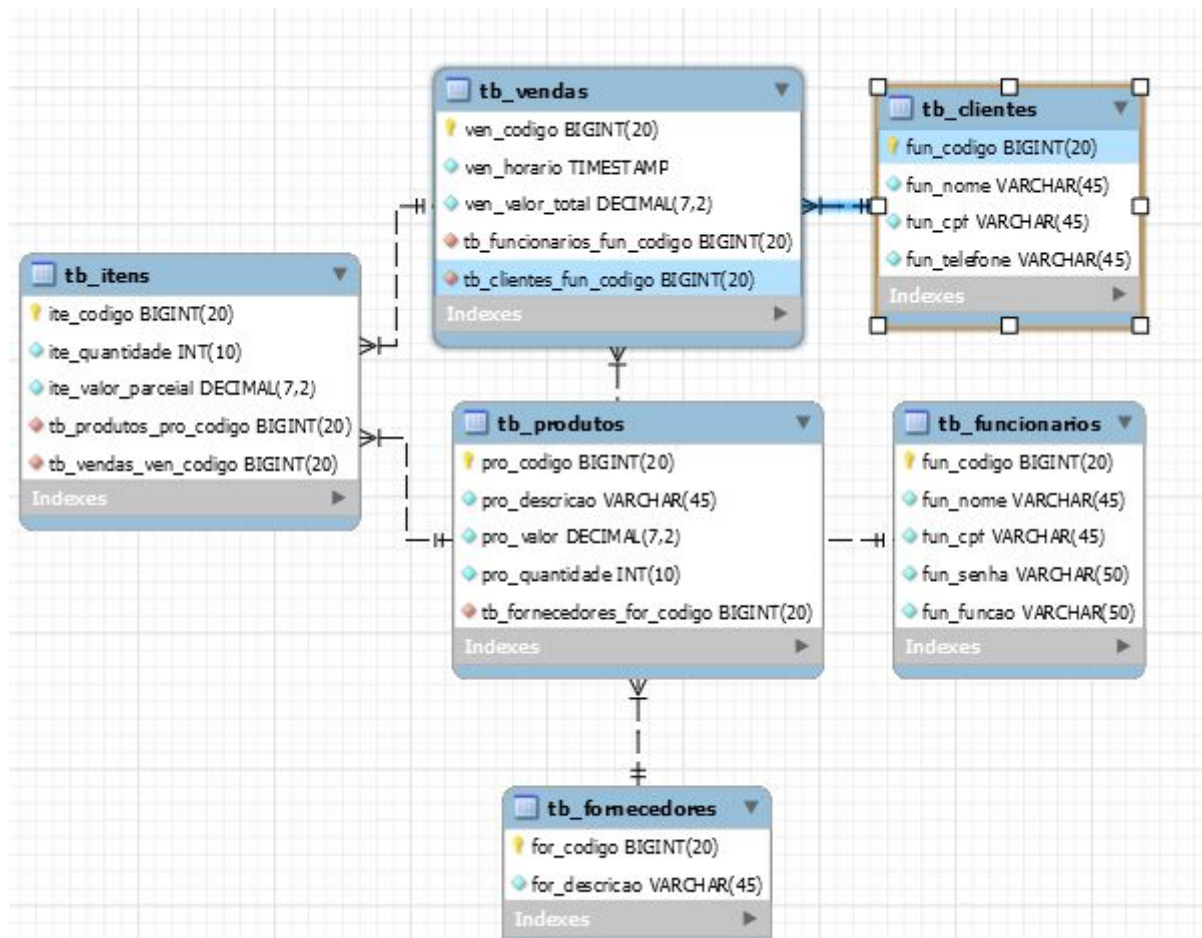 tb_vendas
ven_codigo BIGINT(20)
ven_horario TIMESTAMP
ven_valor_total DECIMAL(7,2)
tb_funcionarios_fun_codigo BIGINT(20)
tb_clientes_fun_codigo BIGINT(20)
Indexes
tb_clientes
fun_codigo BIGINT(20)
fun_nome VARCHAR(45)
fun_cpf VARCHAR(45)
fun_telefone VARCHAR(45)
Indexes
tb_itens
ite_codigo BIGINT(20)
ite_quantidade INT(10)
ite_valor_parceial DECIMAL(7,2)
tb_produtos_pro_codigo BIGINT(20)
tb_vendas_ven_codigo BIGINT(20)
Indexes
tb_produtos
pro_codigo BIGINT(20)
pro_descricao VARCHAR(45)
pro_valor DECIMAL(7,2)
pro_quantidade INT(10)
tb_fornecedores_for_codigo BIGINT(20)
Indexes
tb_funcionarios
fun_codigo BIGINT(20)
fun_nome VARCHAR(45)
fun_cpf VARCHAR(45)
fun_senha VARCHAR(50)
fun_funcao VARCHAR(50)
Indexes
tb_fornecedores
for_codigo BIGINT(20)
for_descricao VARCHAR(45)
Indexes